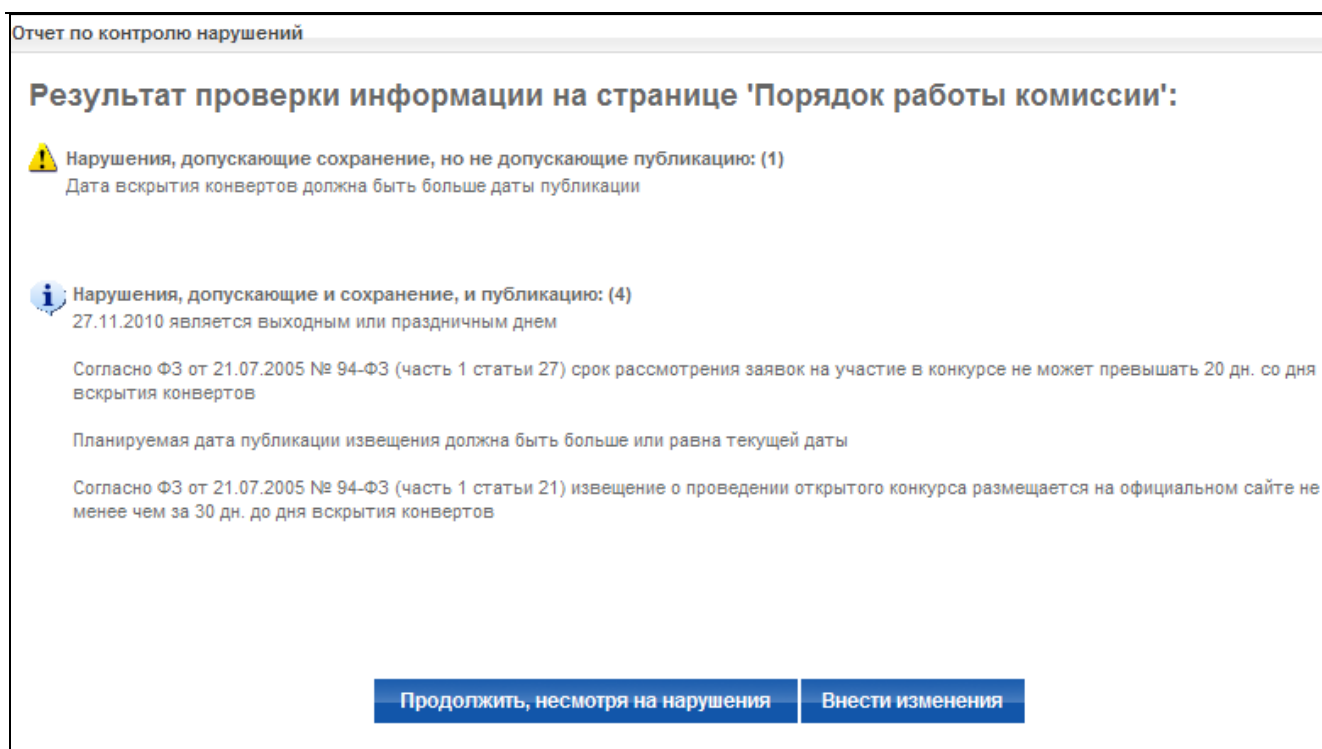 Отчет по контролю нарушений
Результат проверки информации на странице 'Порядок работы комиссии':
Нарушения, допускающие сохранение, но не допускающие публикацию: (1)
Дата вскрытия конвертов должна быть больше даты публикации
Нарушения, допускающие и сохранение, и публикацию: (4)
27.11.2010 является выходным или праздничным днем
Согласно ФЗ от 21.07.2005 № 94-ФЗ (часть 1 статьи 27) срок рассмотрения заявок на участие в конкурсе не может превышать 20 дн. со дня
вскрытия конвертов
Планируемая дата публикации извещения должна быть больше или равна текущей даты
Согласно ФЗ от 21.07.2005 № 94-ФЗ (часть 1 статьи 21) извещение о проведении открытого конкурса размещается на официальном сайте не
менее чем за 30 дн. до дня вскрытия конвертов
Продолжить, несмотря на нарушения Внести изменения